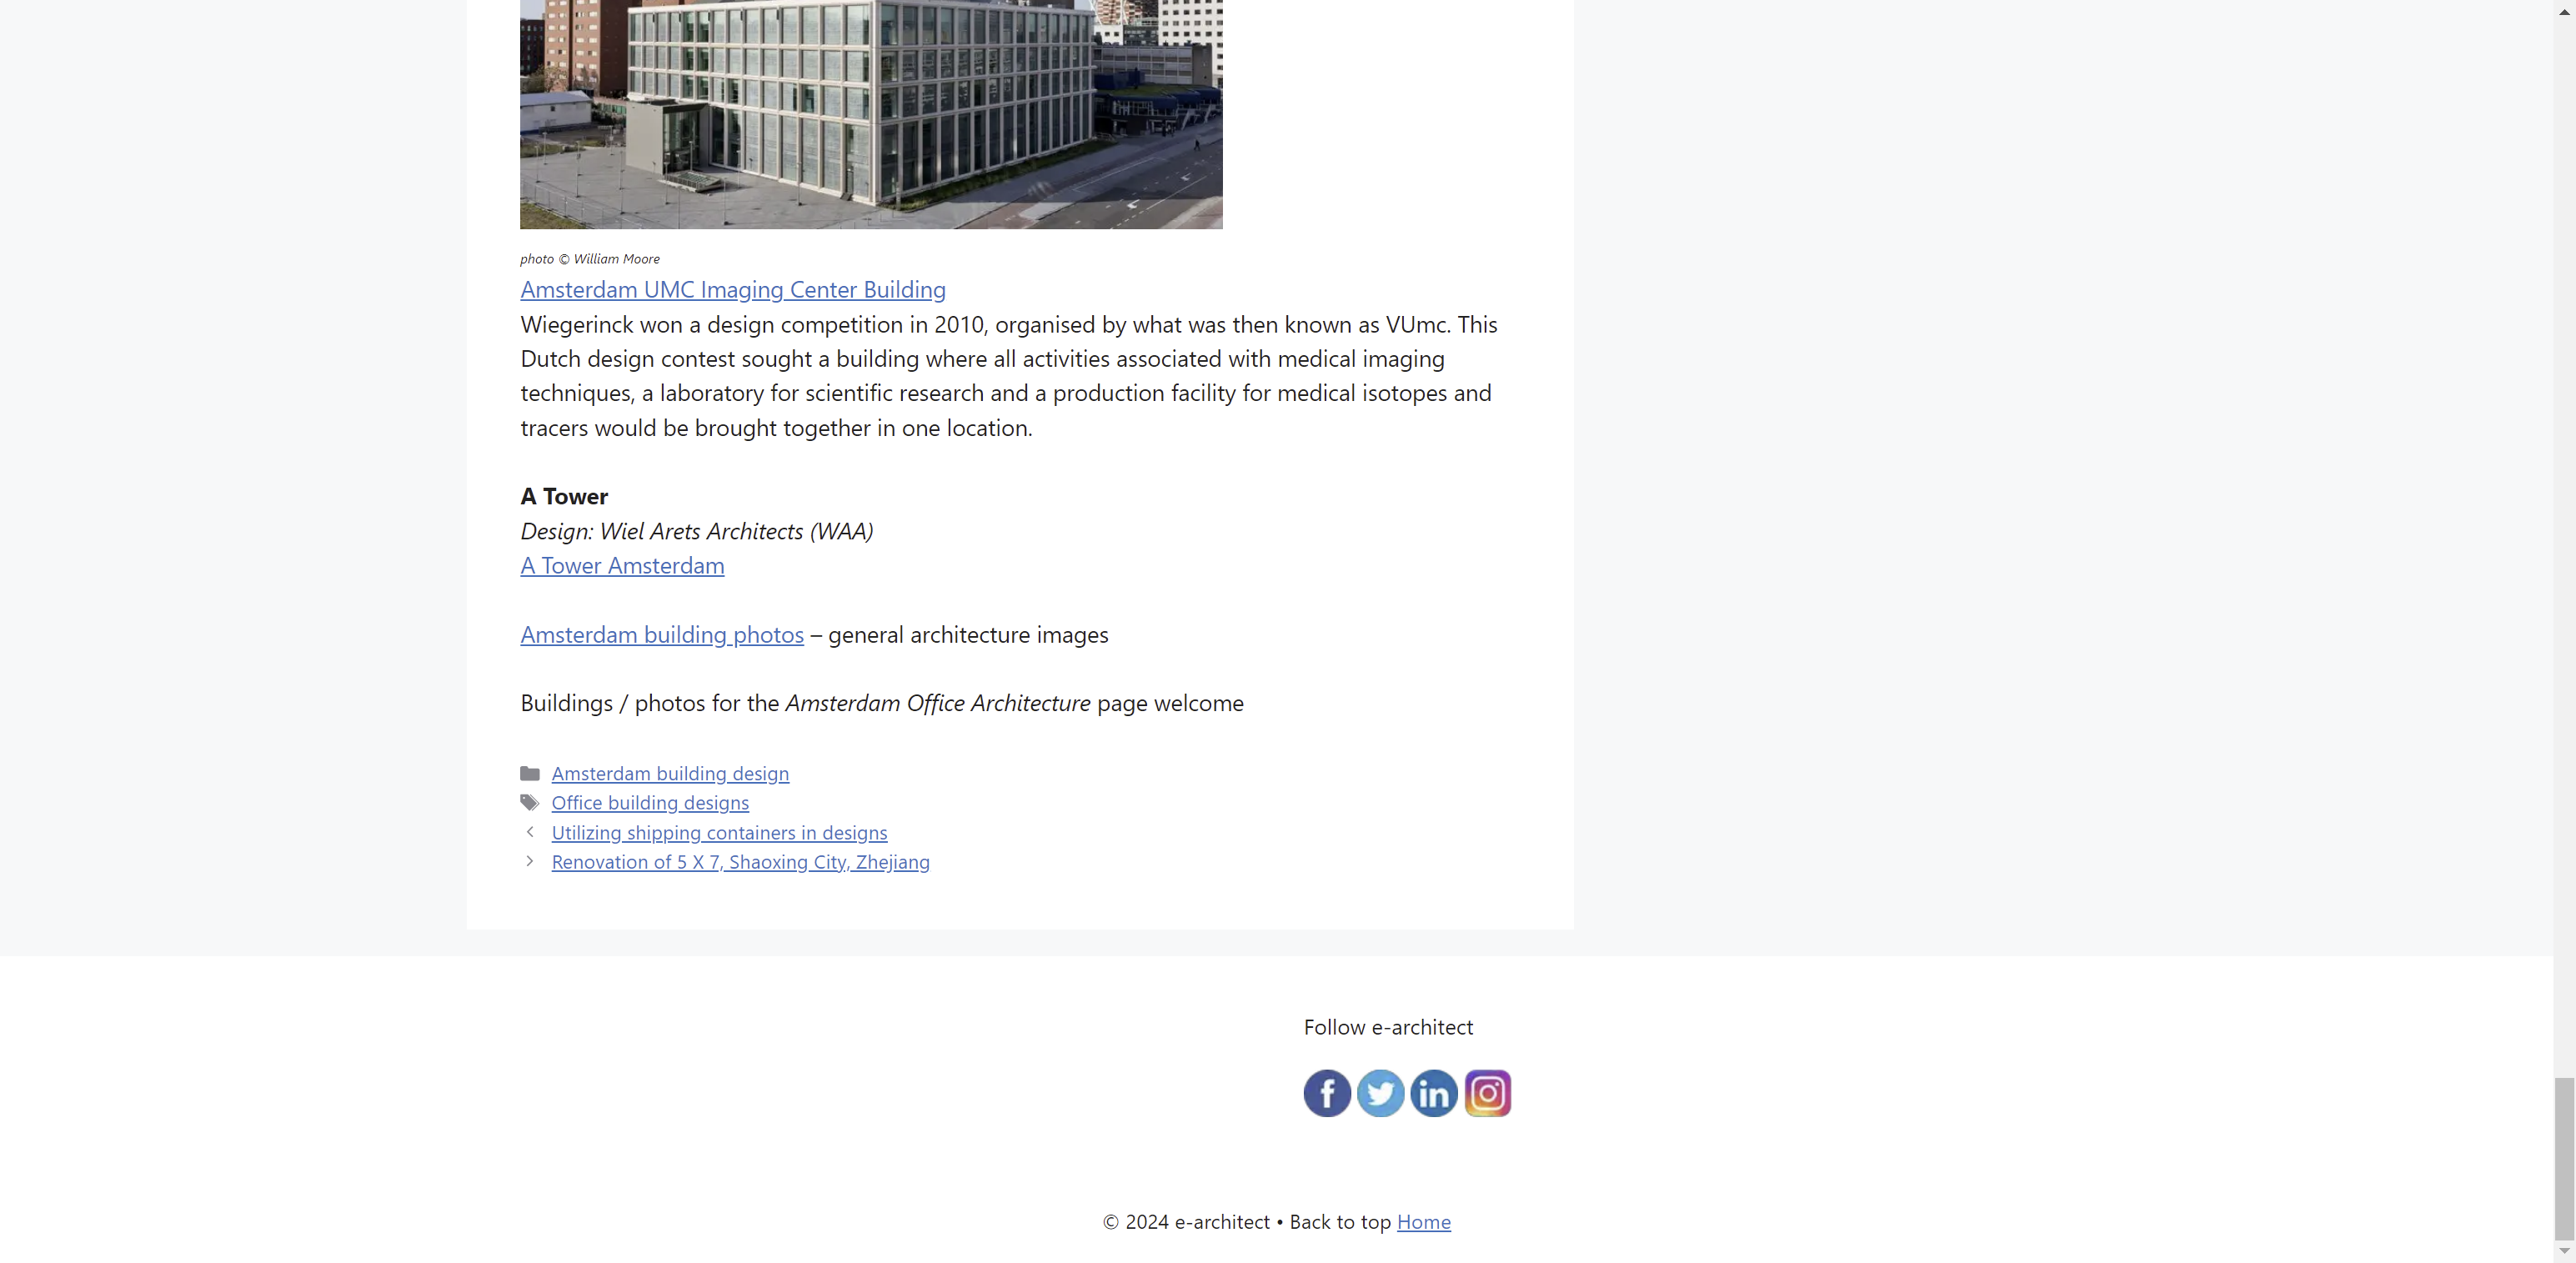 photo © William Moore
Amsterdam UMC Imaging Center Building
Wiegerinck won a design competition in 2010, organised by what was then known as VUmc. This
Dutch design contest sought a building where all activities associated with medical imaging
techniques, a laboratory for scientific research and a production facility for medical isotopes and
tracers would be brought together in one location.
A Tower
Design: Wiel Arets Architects (WAA)
A Tower Amsterdam
Amsterdam building photos – general architecture images
Buildings / photos for the Amsterdam Office Architecture page welcome
Amsterdam building design
Office building designs
Utilizing shipping containers in designs
Renovation of 5 X 7, Shaoxing City, Zhejiang
Follow e-architect
© 2024 e-architect • Back to top Home